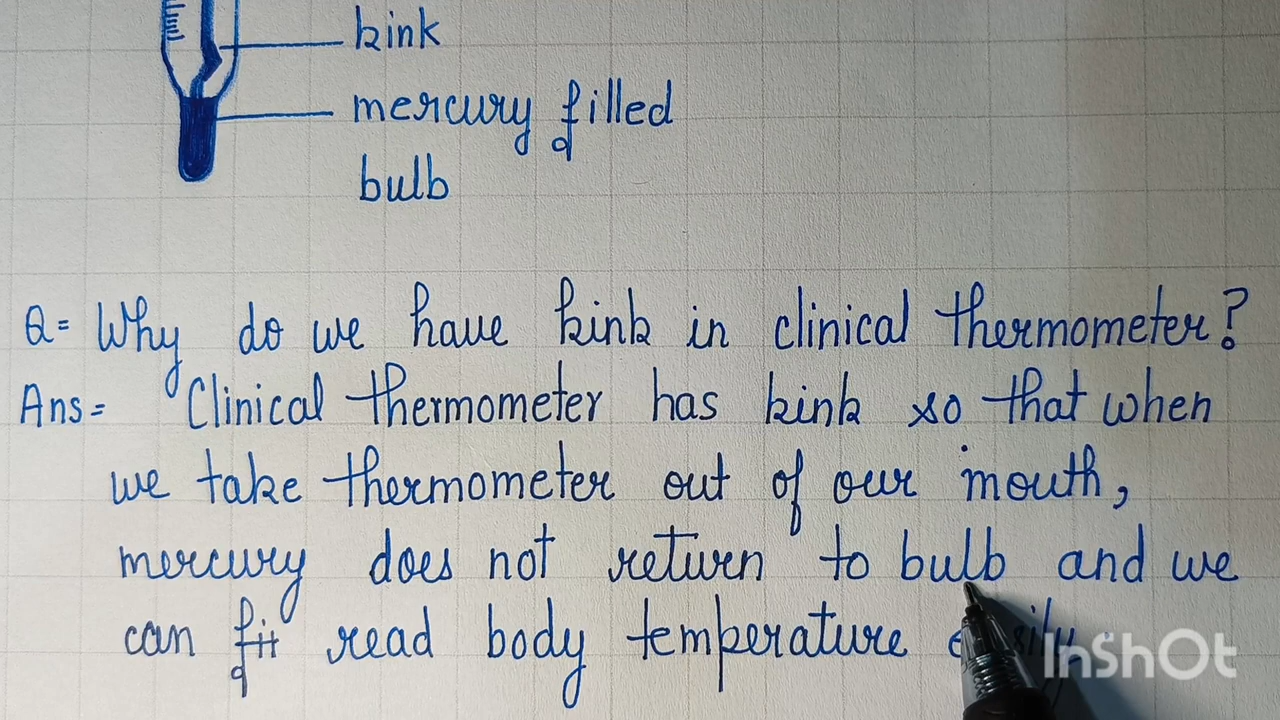 kink
mercury filled
bulb
Q= Why do we have kink in clinical thermometer?
Ans= Clinical thermometer has kink so that when
we take thermometer out of our mouth,
mercury does not return to bulb and we
can fit read body temperature
InShOt